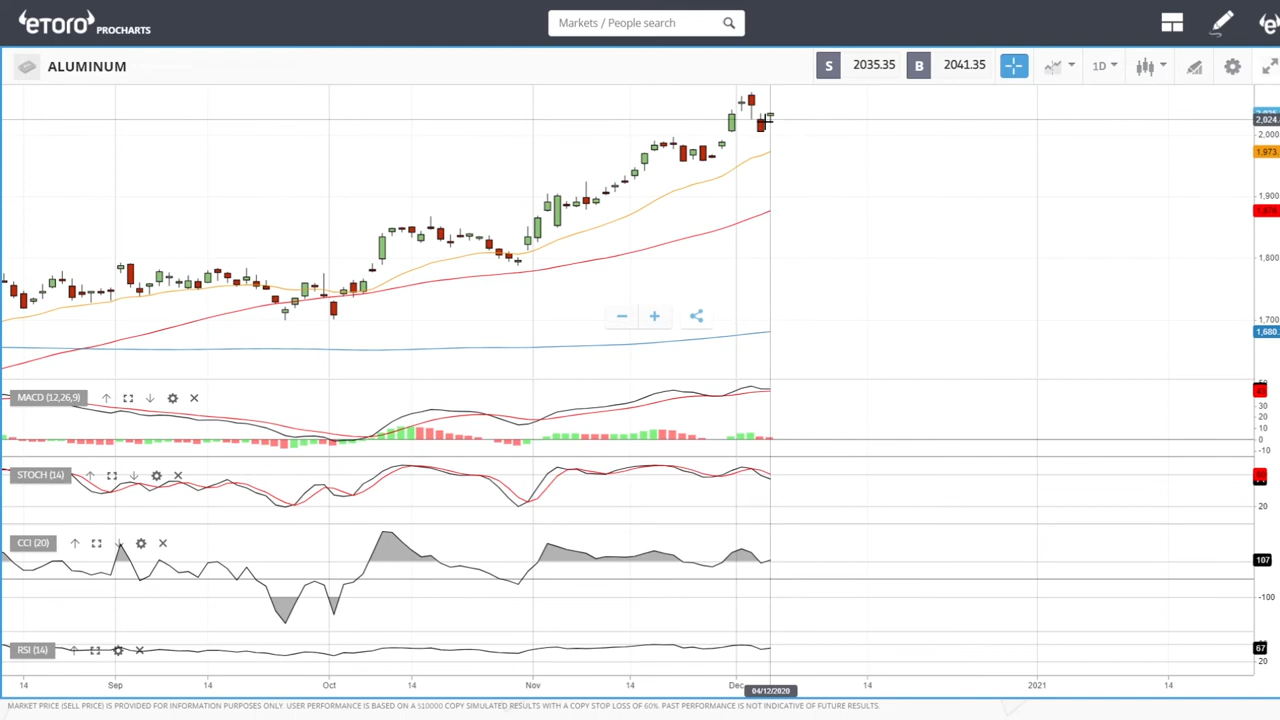 eTORO PROCHARTS
Markets / People search
ALUMINUM
S 2035.35 B 2041.35
1D
2,024.
2,000
1,973.
1,900
1,800
1,700
1,680.
MACD (12,26,9)
30
20
10
0
-10
STOCH (14)
20
CCI (20)
107
-100
RSI (14)
67
20
14 Sep 14 Oct 14 Nov 14 Dec 14 2021 14
04/12/2020
MARKET PRICE (SELL PRICE) IS PROVIDED FOR INFORMATION PURPOSES ONLY. USER PERFORMANCE IS BASED ON A $10000 COPY SIMULATED RESULTS WITH A COPY STOP LOSS OF 60%. PAST PERFORMANCE IS NOT INDICATIVE OF FUTURE RESULTS.